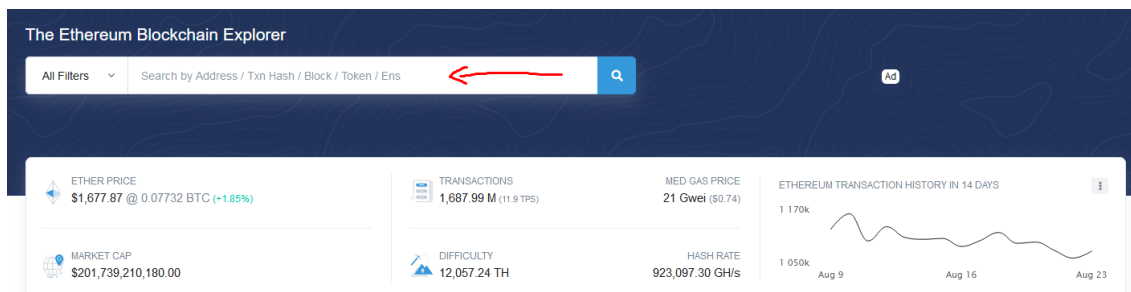 The Ethereum Blockchain Explorer
All Filters
Search by Address / Txn Hash / Block / Token / Ens
Ad
ETHER PRICE
$1,677.87 @ 0.07732 BTC (+1.85%)
TRANSACTIONS
1,687.99 M (11.9 TPS)
MED GAS PRICE
21 Gwei ($0.74)
MARKET CAP
$201,739,210,180.00
DIFFICULTY
12,057.24 TH
HASH RATE
923,097.30 GH/s
ETHEREUM TRANSACTION HISTORY IN 14 DAYS
1 170k
1 050k
Aug 9
Aug 16
Aug 23